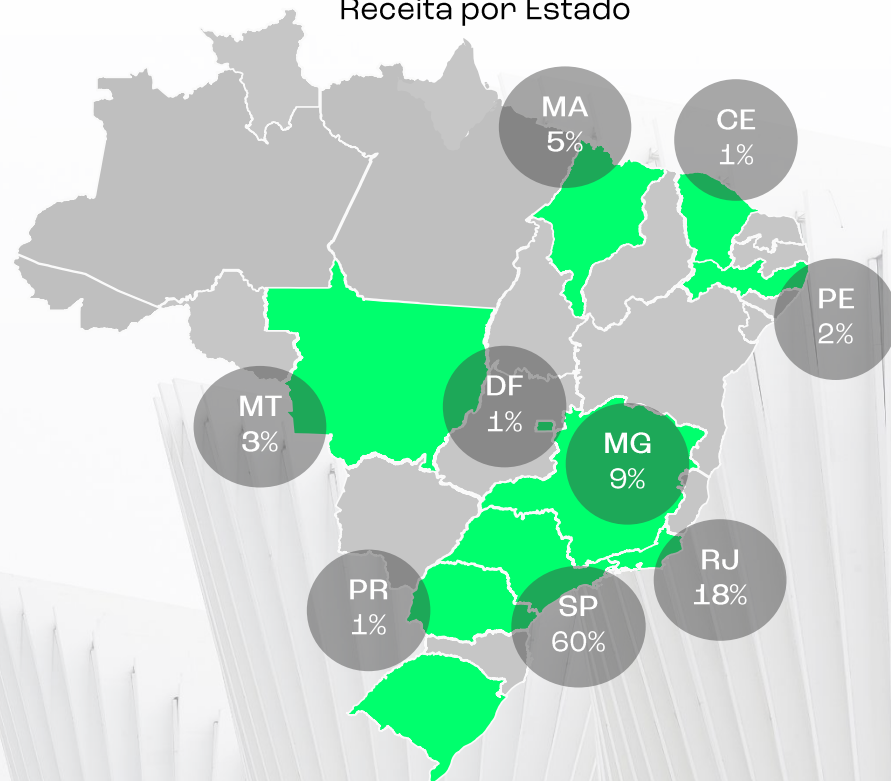 Receita por Estado
MA
5%
CE
1%
PE
2%
DF
1%
MT
3%
MG
9%
RJ
18%
PR
1%
SP
60%